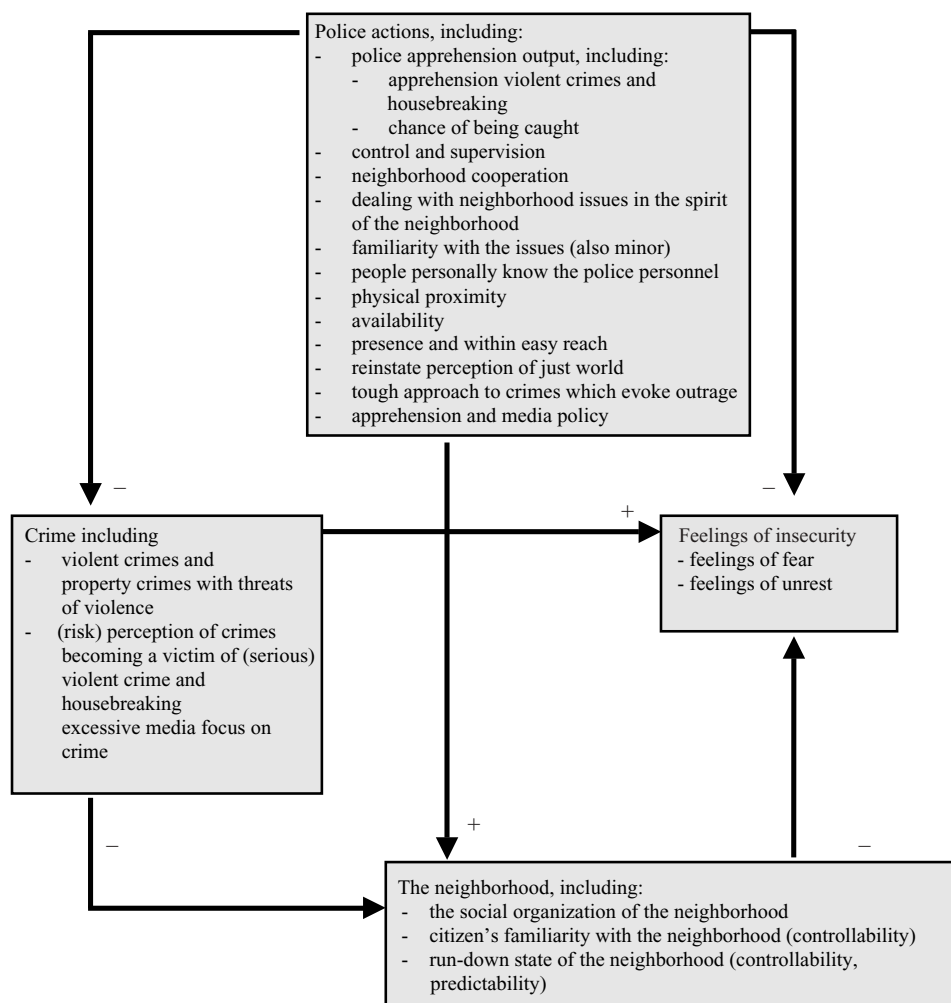 Police actions, including:
- police apprehension output, including:
- apprehension violent crimes and
housebreaking
- chance of being caught
- control and supervision
- neighborhood cooperation
- dealing with neighborhood issues in the spirit
of the neighborhood
- familiarity with the issues (also minor)
- people personally know the police personnel
- physical proximity
- availability
- presence and within easy reach
- reinstate perception of just world
- tough approach to crimes which evoke outrage
- apprehension and media policy
–
–
+
Crime including
- violent crimes and
property crimes with threats
of violence
- (risk) perception of crimes
becoming a victim of (serious)
violent crime and
housebreaking
excessive media focus on
crime
Feelings of insecurity
- feelings of fear
- feelings of unrest
–
+
–
The neighborhood, including:
- the social organization of the neighborhood
- citizen's familiarity with the neighborhood (controllability)
- run-down state of the neighborhood (controllability,
predictability)